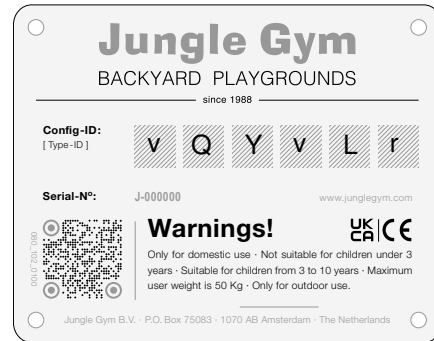 Jungle Gym
BACKYARD PLAYGROUNDS
since 1988
Config-ID:
[ Type-ID ]
v Q Y v L r
Serial-Nº: J-000000 www.junglegym.com
080_102_0100
Warnings! UK CA CE
Only for domestic use · Not suitable for children under 3
years · Suitable for children from 3 to 10 years · Maximum
user weight is 50 Kg · Only for outdoor use.
Jungle Gym B.V. · P.O. Box 75083 · 1070 AB Amsterdam · The Netherlands